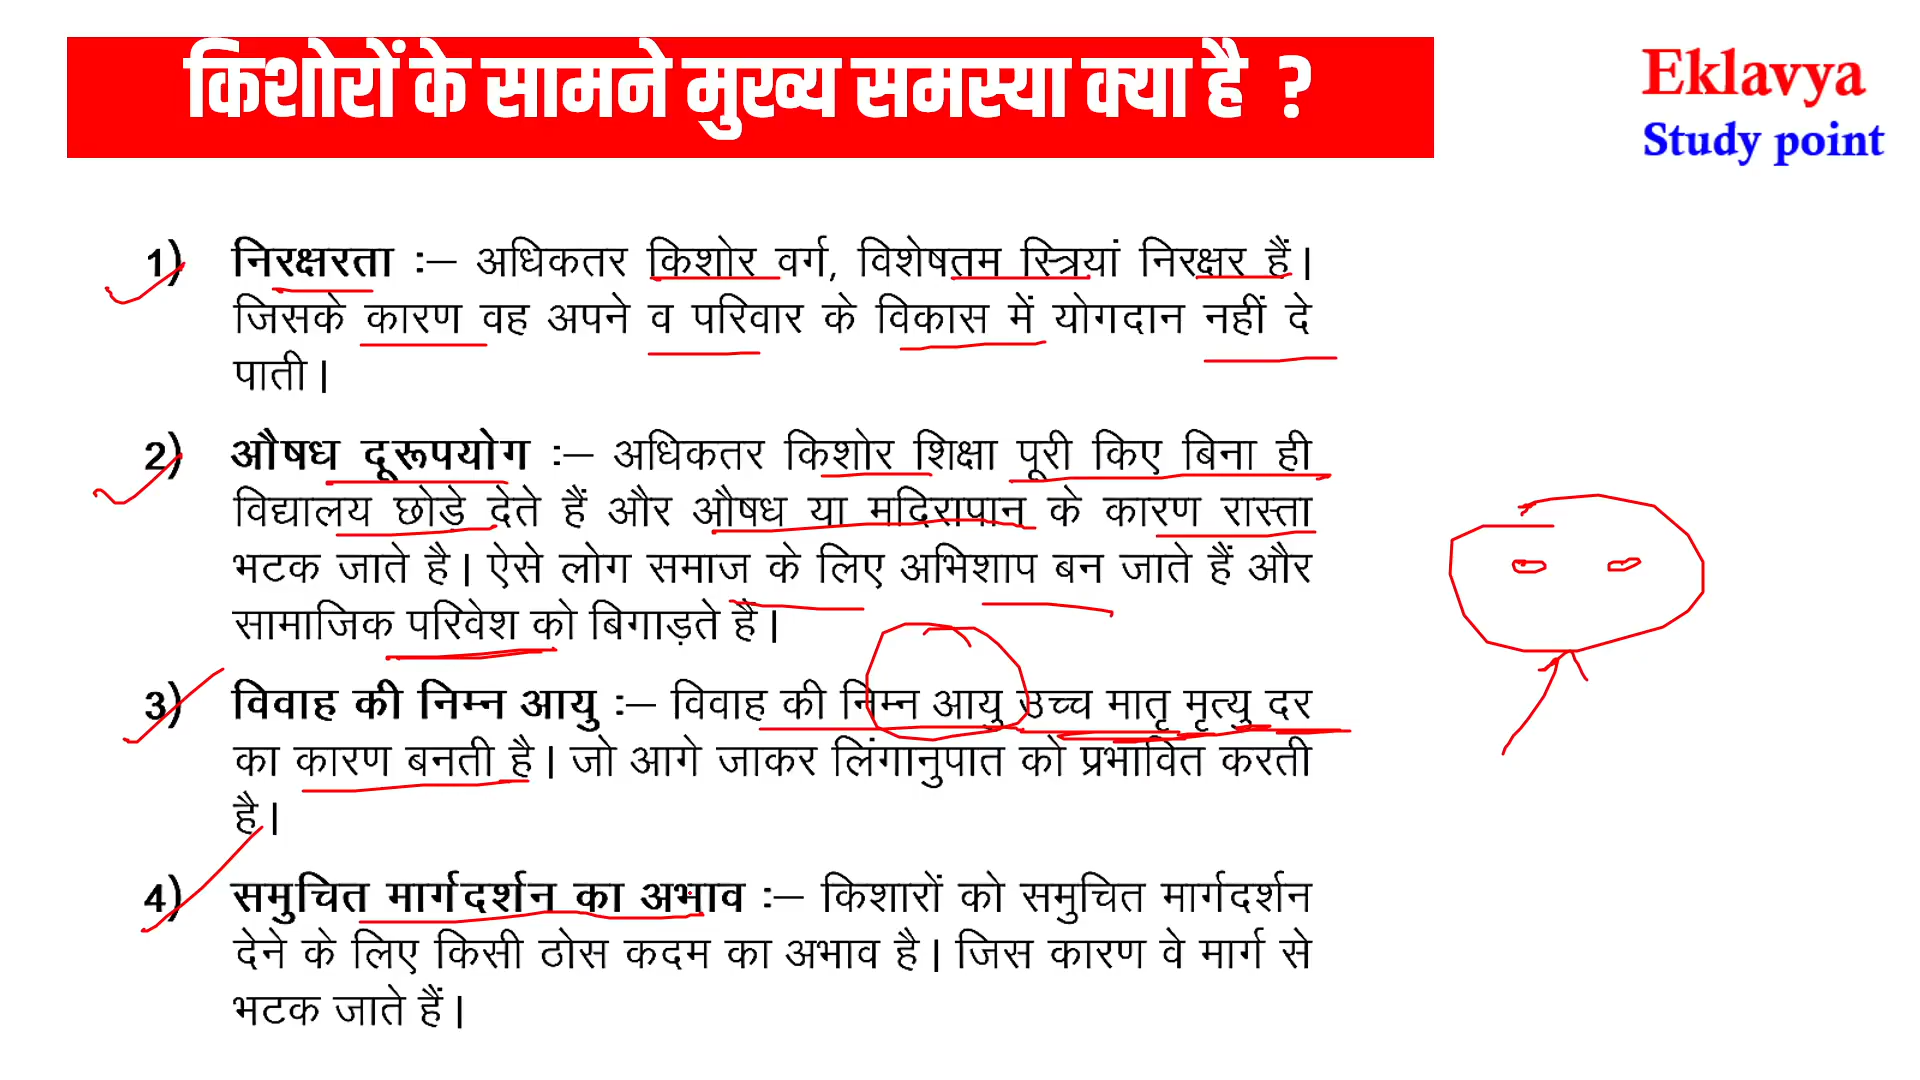 किशोरों के सामने मुख्य समस्या क्या है ?
Eklavya
Study point
1) निरक्षरता :– अधिकतर किशोर वर्ग, विशेषतम स्त्रियां निरक्षर हैं।
जिसके कारण वह अपने व परिवार के विकास में योगदान नहीं दे
पाती।
2) औषध दूरूपयोग :– अधिकतर किशोर शिक्षा पूरी किए बिना ही
विद्यालय छोडे देते हैं और औषध या मदिरापान के कारण रास्ता
भटक जाते है। ऐसे लोग समाज के लिए अभिशाप बन जाते हैं और
सामाजिक परिवेश को बिगाड़ते है।
3) विवाह की निम्न आयु :– विवाह की निम्न आयु उच्च मातृ मृत्यु दर
का कारण बनती है। जो आगे जाकर लिंगानुपात को प्रभावित करती
है।
4) समुचित मार्गदर्शन का अभाव :– किशारों को समुचित मार्गदर्शन
देने के लिए किसी ठोस कदम का अभाव है। जिस कारण वे मार्ग से
भटक जाते हैं।